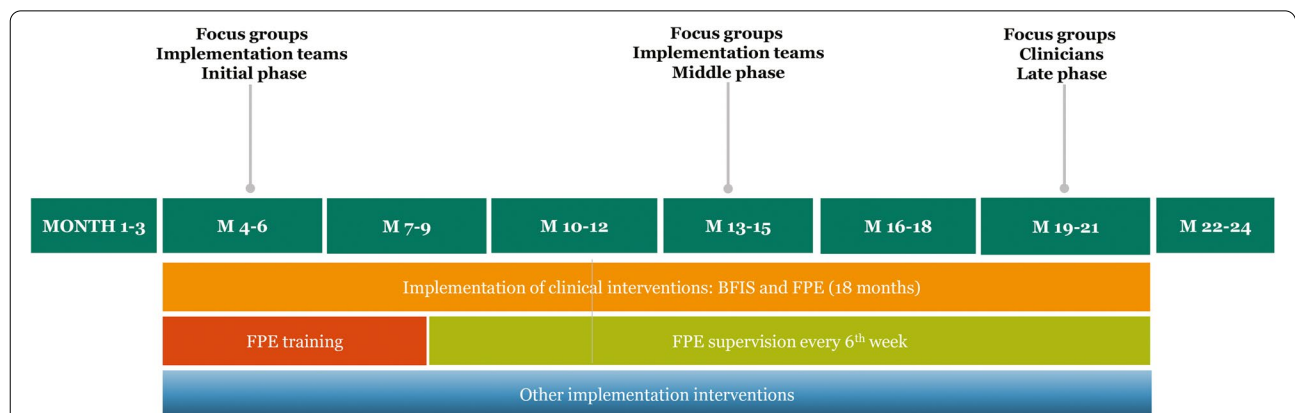 Focus groups
Implementation teams
Initial phase
Focus groups
Implementation teams
Middle phase
Focus groups
Clinicians
Late phase
MONTH 1-3
M 4-6
M 7-9
M 10-12
M 13-15
M 16-18
M 19-21
M 22-24
Implementation of clinical interventions: BFIS and FPE (18 months)
FPE training
FPE supervision every 6th week
Other implementation interventions